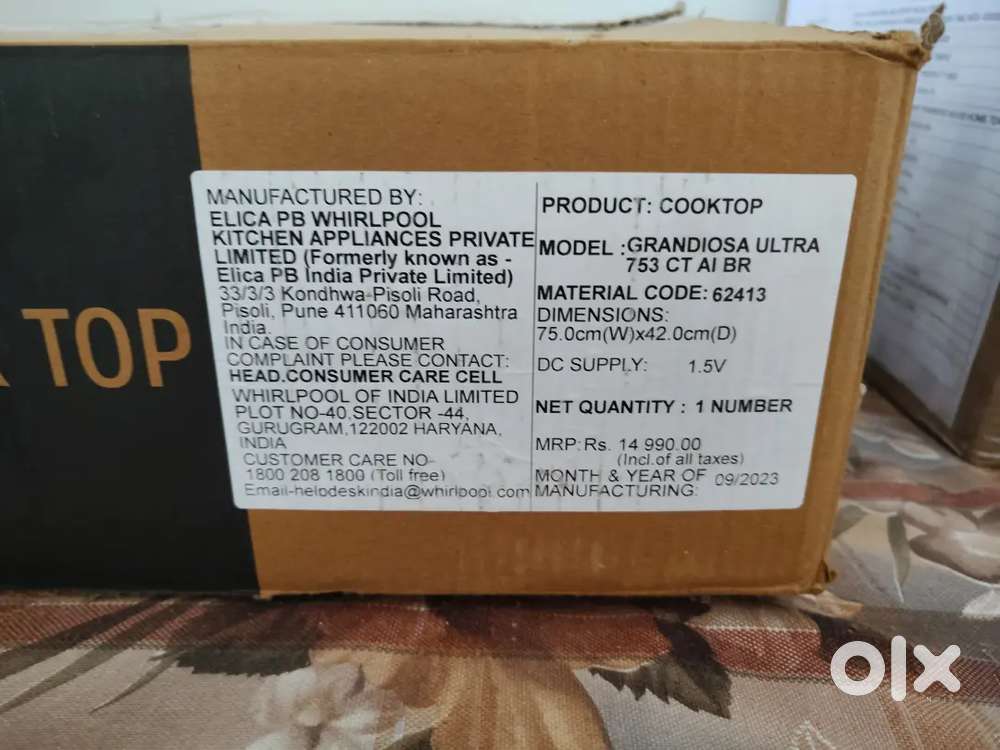 TOP
MANUFACTURED BY:
ELICA PB WHIRLPOOL
KITCHEN APPLIANCES PRIVATE
LIMITED (Formerly known as -
Elica PB India Private Limited)
33/3/3 Kondhwa-Pisoli Road,
Pisoli, Pune 411060 Maharashtra
India.
IN CASE OF CONSUMER
COMPLAINT PLEASE CONTACT:
HEAD.CONSUMER CARE CELL
WHIRLPOOL OF INDIA LIMITED
PLOT NO-40.SECTOR -44,
GURUGRAM,122002 HARYANA,
INDIA
CUSTOMER CARE NO-
1800 208 1800 (Toll free)
Email-helodeskindia@whirlpool.com
PRODUCT: COOKTOP
MODEL :GRANDIOSA ULTRA
753 CT AI BR
MATERIAL CODE: 62413
DIMENSIONS:
75.0cm(W)x42.0cm(D)
DC SUPPLY: 1.5V
NET QUANTITY : 1 NUMBER
MRP: Rs. 14 990.00
(Incl.of all taxes)
MONTH & YEAR OF 09/2023
MANUFACTURING:
olx